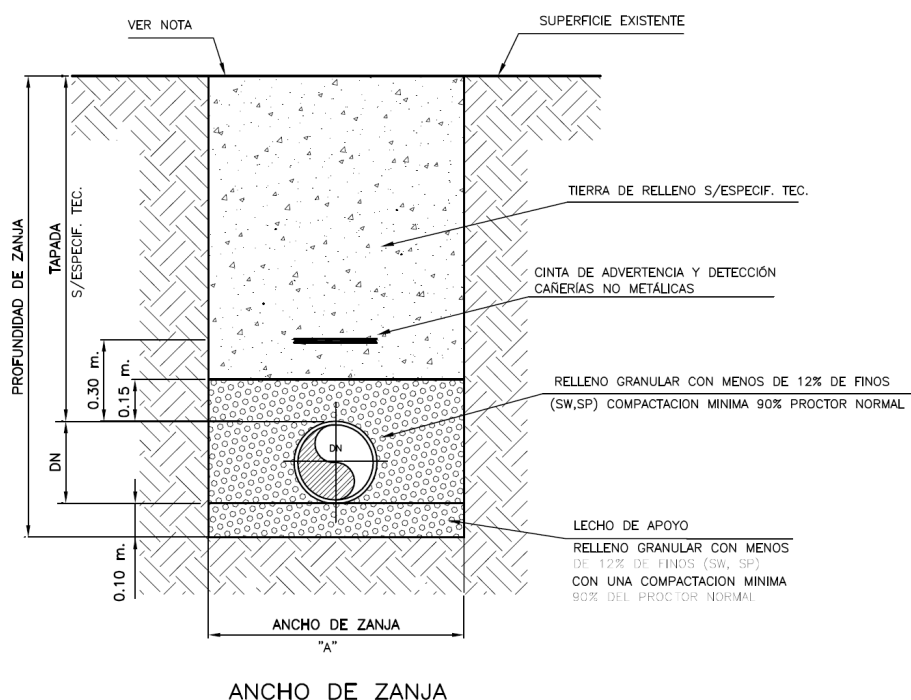 VER NOTA
SUPERFICIE EXISTENTE
PROFUNDIDAD DE ZANJA
TAPADA
S/ESPECIF. TEC.
TIERRA DE RELLENO S/ESPECIF. TEC.
CINTA DE ADVERTENCIA Y DETECCIÓN
CAÑERÍAS NO METÁLICAS
0.30 m.
0.15 m.
RELLENO GRANULAR CON MENOS DE 12% DE FINOS
(SW,SP) COMPACTACION MINIMA 90% PROCTOR NORMAL
DN
DN
LECHO DE APOYO
RELLENO GRANULAR CON MENOS
DE 12% DE FINOS (SW, SP)
CON UNA COMPACTACION MINIMA
90% DEL PROCTOR NORMAL
0.10 m.
ANCHO DE ZANJA
"A"
ANCHO DE ZANJA